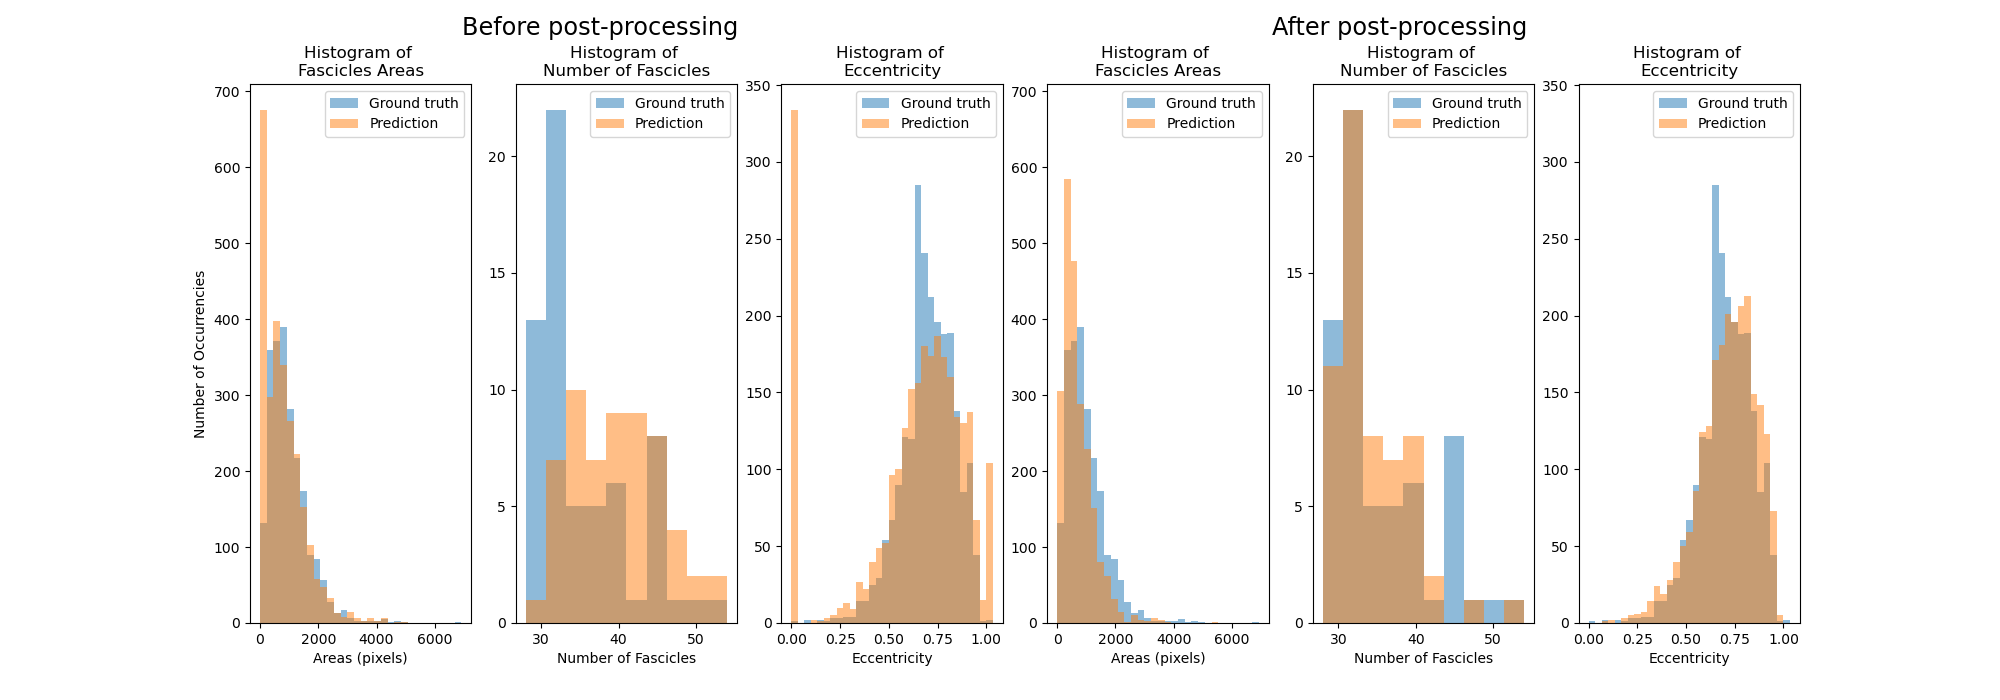 Before post-processing
After post-processing
Histogram of
Fascicles Areas
Histogram of
Number of Fascicles
Histogram of
Eccentricity
Histogram of
Fascicles Areas
Histogram of
Number of Fascicles
Histogram of
Eccentricity
Number of Occurrencies
700
600
500
400
300
200
100
0
Ground truth
Prediction
0 2000 4000 6000
Areas (pixels)
20
15
10
5
0
Ground truth
Prediction
30 40 50
Number of Fascicles
350
300
250
200
150
100
50
0
Ground truth
Prediction
0.00 0.25 0.50 0.75 1.00
Eccentricity
700
600
500
400
300
200
100
0
Ground truth
Prediction
0 2000 4000 6000
Areas (pixels)
20
15
10
5
0
Ground truth
Prediction
30 40 50
Number of Fascicles
350
300
250
200
150
100
50
0
Ground truth
Prediction
0.00 0.25 0.50 0.75 1.00
Eccentricity